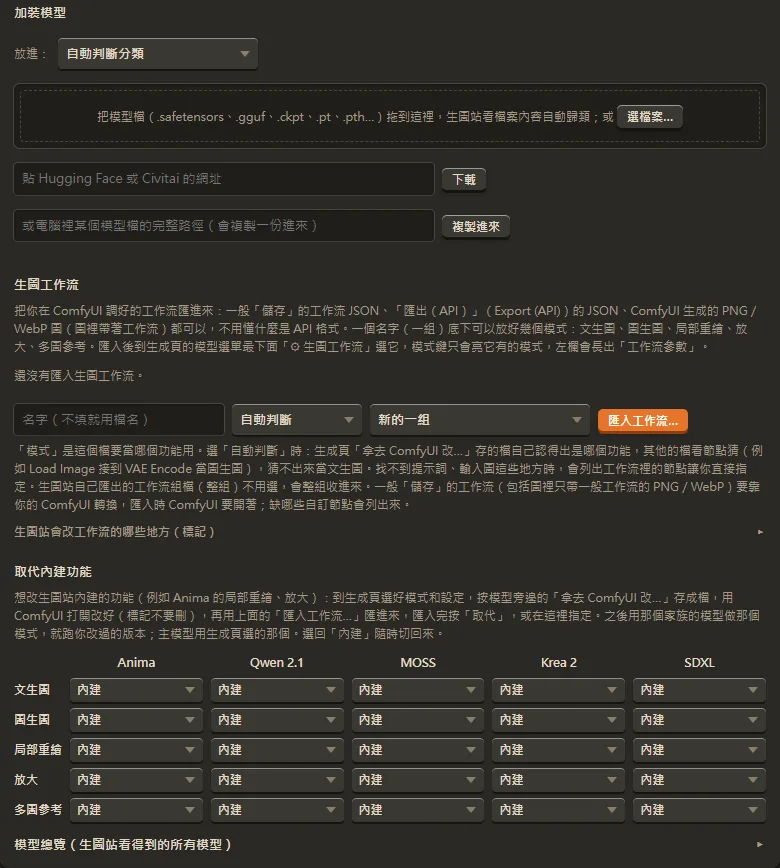 加裝模型
放進： 自動判斷分類
把模型檔（.safetensors、.gguf、.ckpt、.pt、.pth...）拖到這裡，生圖站看檔案內容自動歸類；或 選檔案...
貼 Hugging Face 或 Civitai 的網址 下載
或電腦裡某個模型檔的完整路徑（會複製一份進來） 複製進來
生圖工作流
把你在 ComfyUI 調好的工作流匯進來：一般「儲存」的工作流 JSON、「匯出（API）」（Export (API)）的 JSON、ComfyUI 生成的 PNG /
WebP 圖（圖裡帶著工作流）都可以，不用懂什麼是 API 格式。一個名字（一組）底下可以放好幾個模式：文生圖、圖生圖、局部重繪、放
大、多圖參考。匯入後到生成頁的模型選單最下面「⚙ 生圖工作流」選它，模式鍵只會亮它有的模式，左欄會長出「工作流參數」。
還沒有匯入生圖工作流。
名字（不填就用檔名） 自動判斷 新的一組 匯入工作流...
「模式」是這個檔要當哪個功能用。選「自動判斷」時：生成頁「拿去 ComfyUI 改...」存的檔自己認得出是哪個功能，其他的檔看節點猜（例
如 Load Image 接到 VAE Encode 當圖生圖），猜不出來當文生圖。找不到提示詞、輸入圖這些地方時，會列出工作流裡的節點讓你直接指
定。生圖站自己匯出的工作流組檔（整組）不用選，會整組收進來。一般「儲存」的工作流（包括圖裡只帶一般工作流的 PNG / WebP）要靠
你的 ComfyUI 轉換，匯入時 ComfyUI 要開著；缺哪些自訂節點會列出來。
生圖站會改工作流的哪些地方（標記）
取代內建功能
想改生圖站內建的功能（例如 Anima 的局部重繪、放大）：到生成頁選好模式和設定，按模型旁邊的「拿去 ComfyUI 改...」存成檔，用
ComfyUI 打開改好（標記不要刪），再用上面的「匯入工作流...」匯進來，匯入完按「取代」，或在這裡指定。之後用那個家族的模型做那個
模式，就跑你改過的版本；主模型用生成頁選的那個。選回「內建」隨時切回來。
Anima Qwen 2.1 MOSS Krea 2 SDXL
文生圖 內建 內建 內建 內建 內建
圖生圖 內建 內建 內建 內建 內建
局部重繪 內建 內建 內建 內建 內建
放大 內建 內建 內建 內建 內建
多圖參考 內建 內建 內建 內建 內建
模型總覽（生圖站看得到的所有模型）